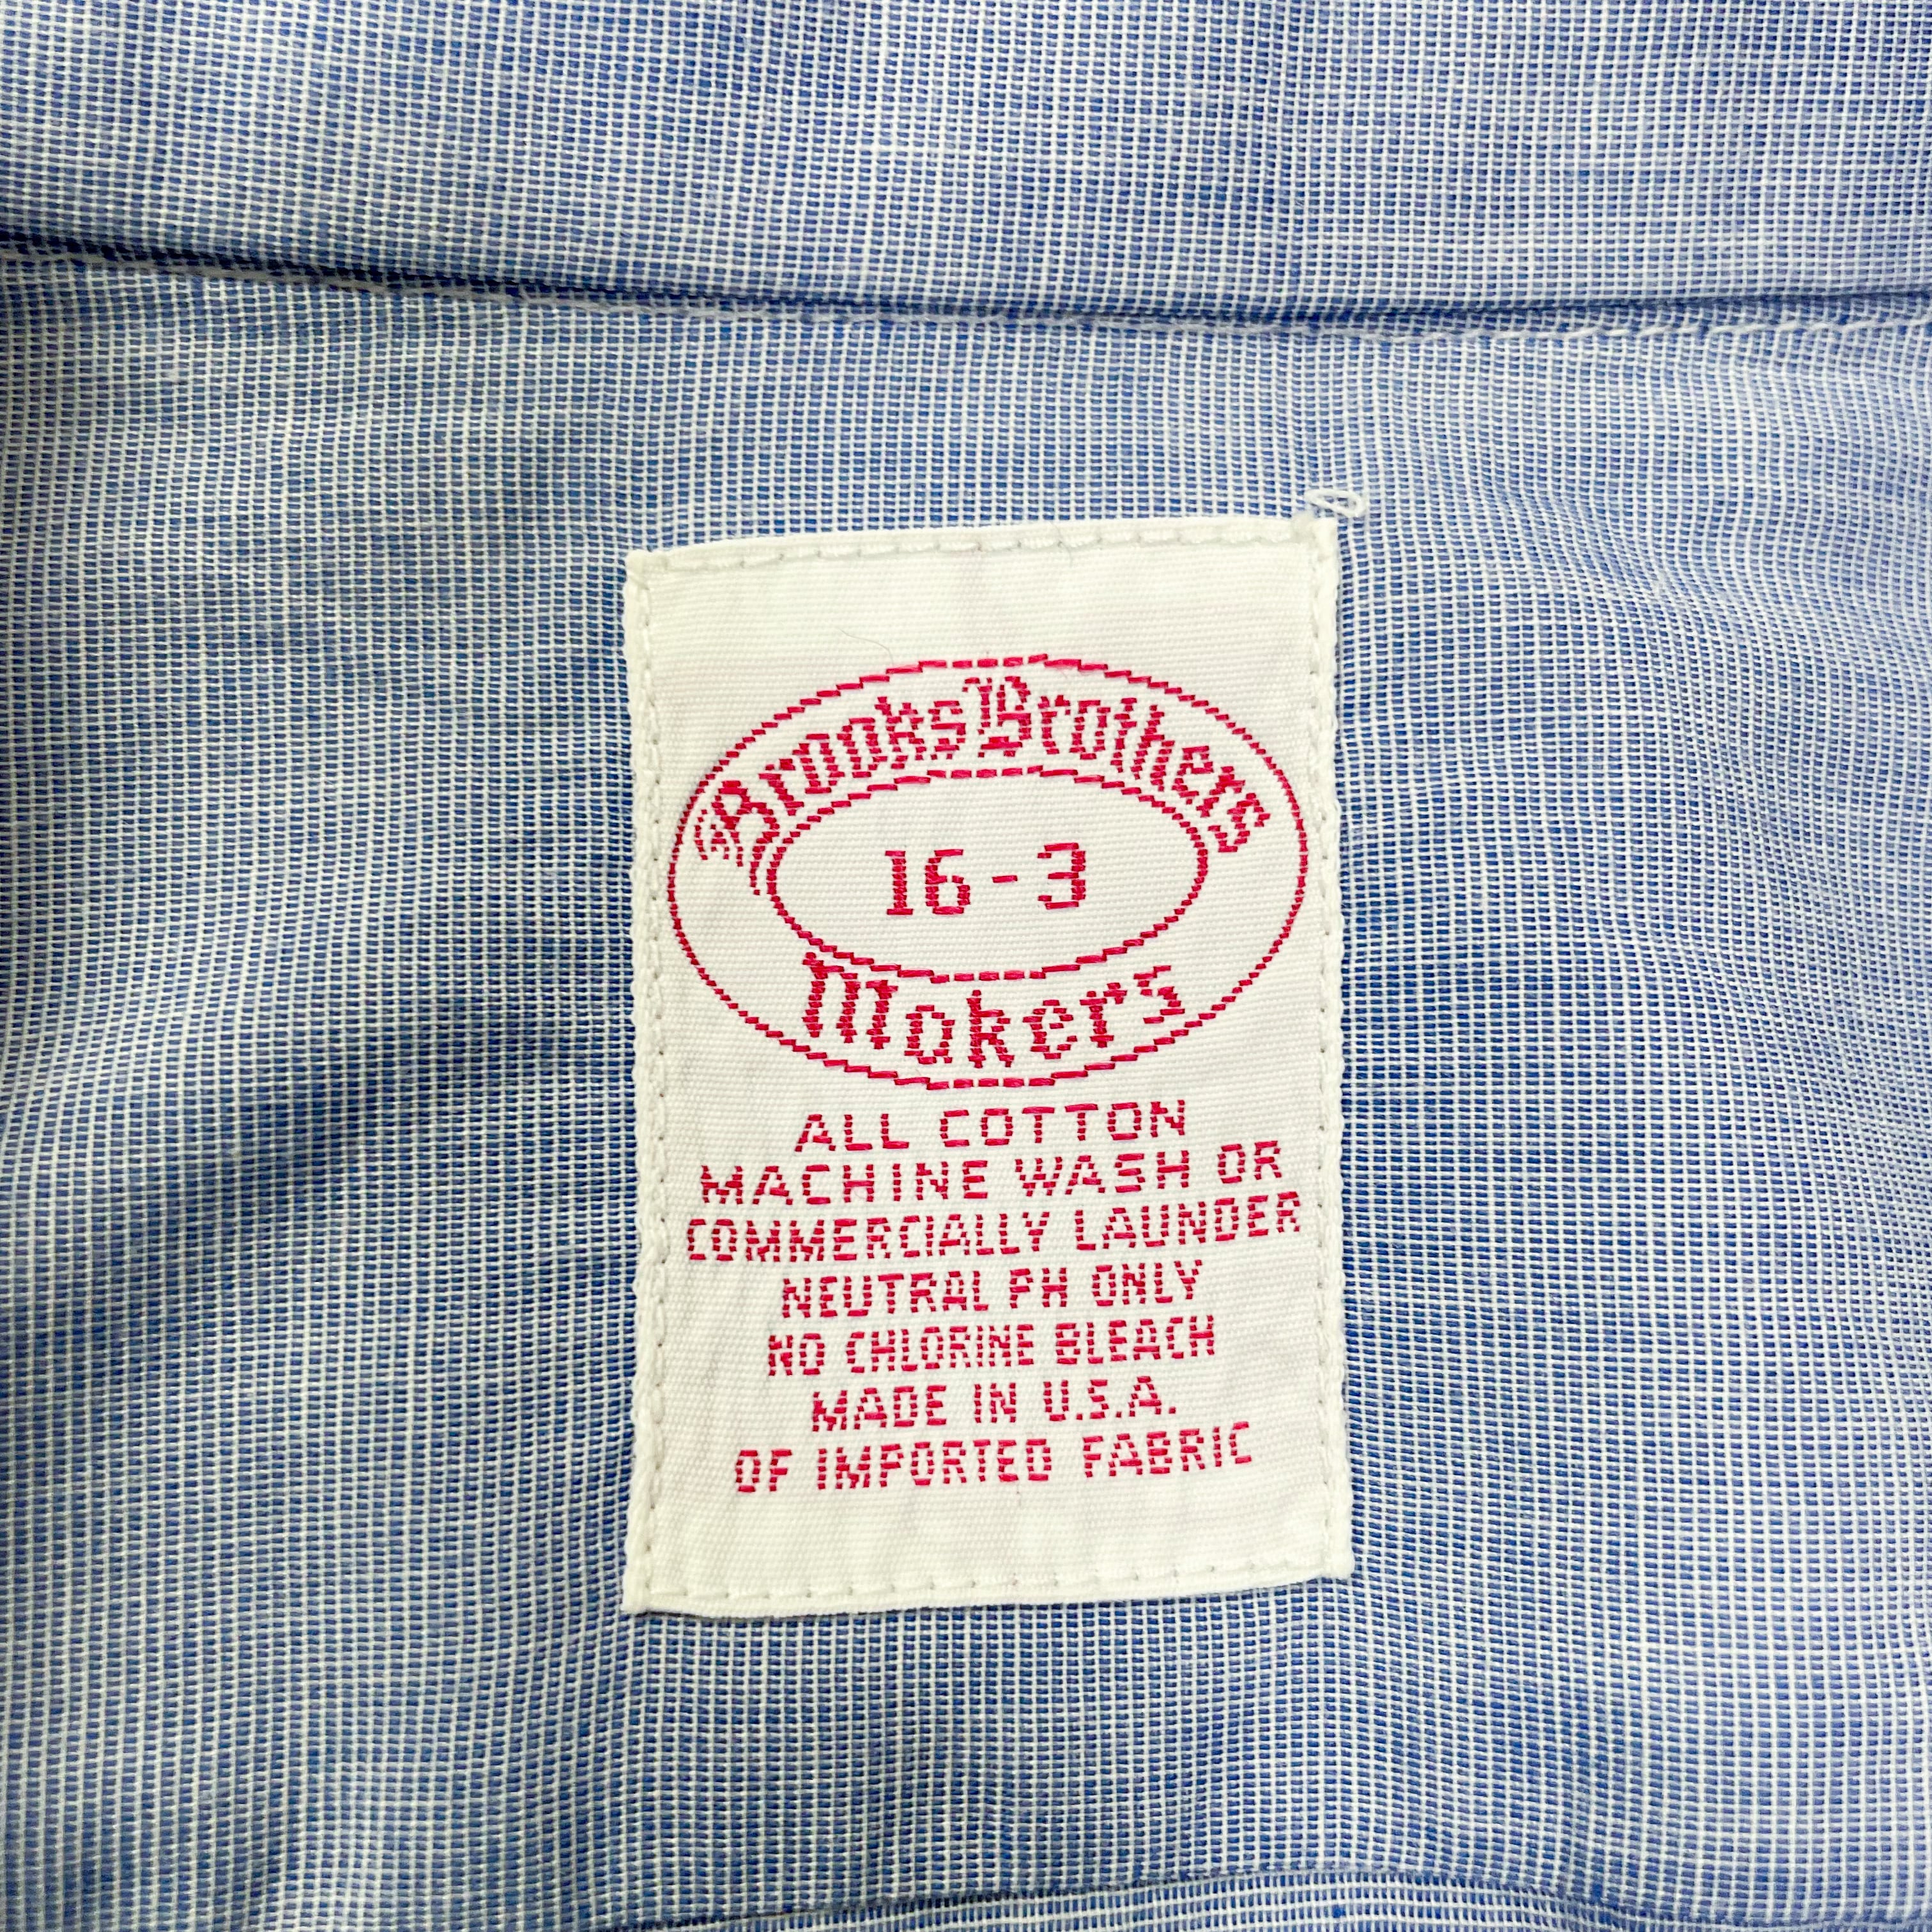 Brooks Brothers
16-3
Makers
ALL COTTON
MACHINE WASH OR
COMMERCIALLY LAUNDER
NEUTRAL PH ONLY
NO CHLORINE BLEACH
MADE IN U.S.A.
OF IMPORTED FABRIC